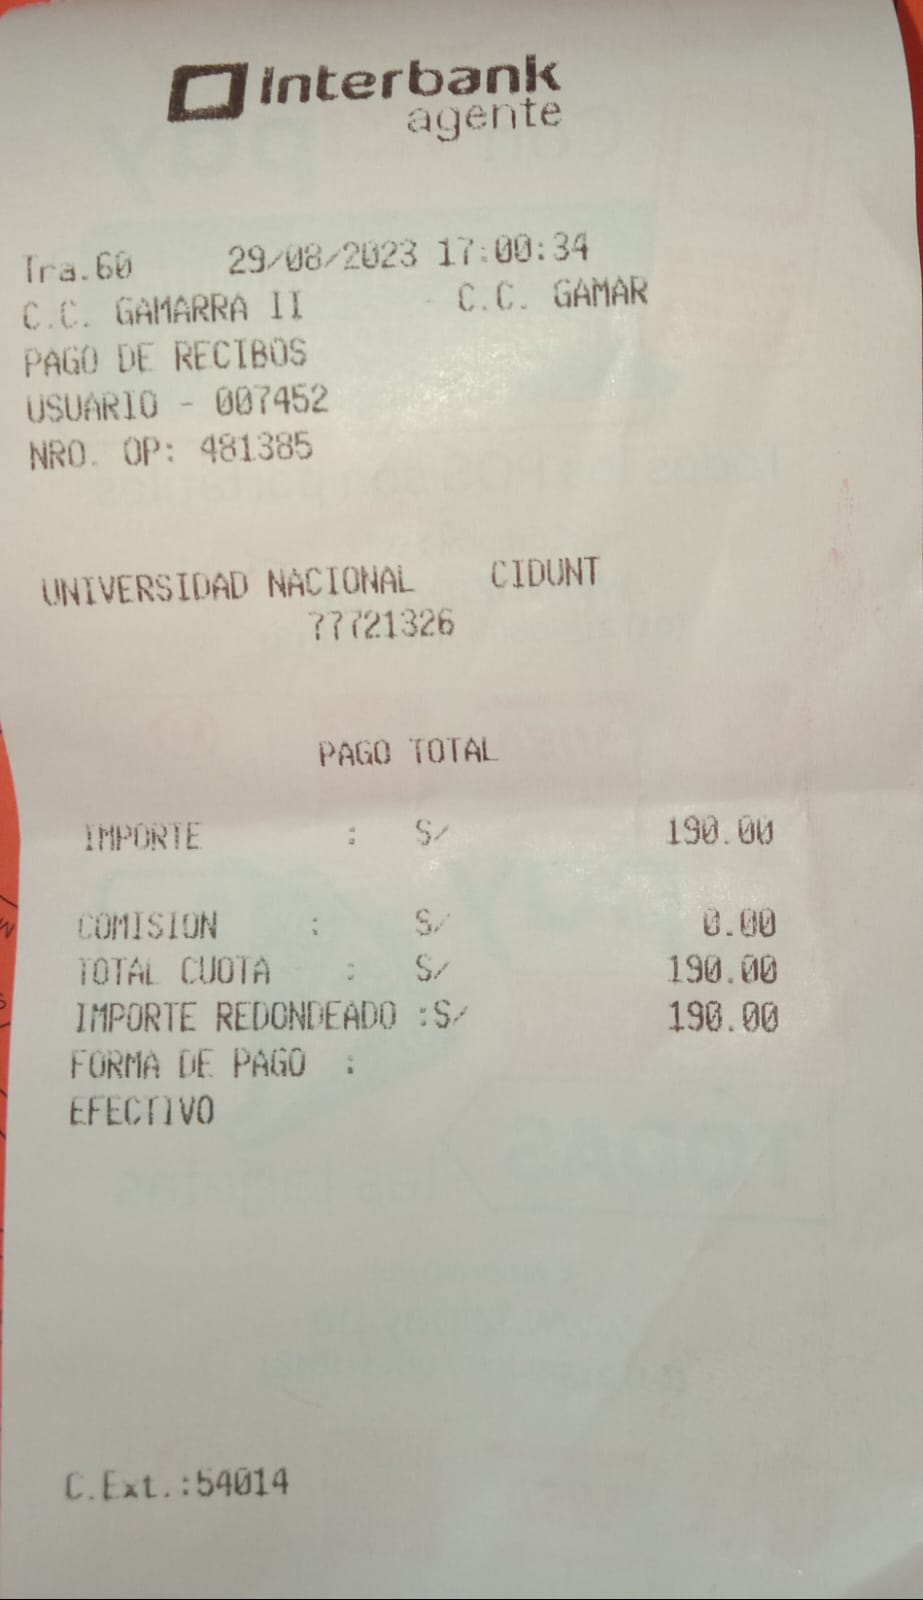 Interbank
agente
Tra.60 29/08/2023 17:00:34
C.C. GAMARRA II - C.C. GAMAR
PAGO DE RECIBOS
USUARIO - 007452
NRO. OP: 481385
UNIVERSIDAD NACIONAL CIDUNT
77721326
PAGO TOTAL
IMPORTE : S/ 190.00
COMISION : S/ 0.00
TOTAL CUOTA : S/ 190.00
IMPORTE REDONDEADO :S/ 190.00
FORMA DE PAGO :
EFECTIVO
C.Ext.:54014